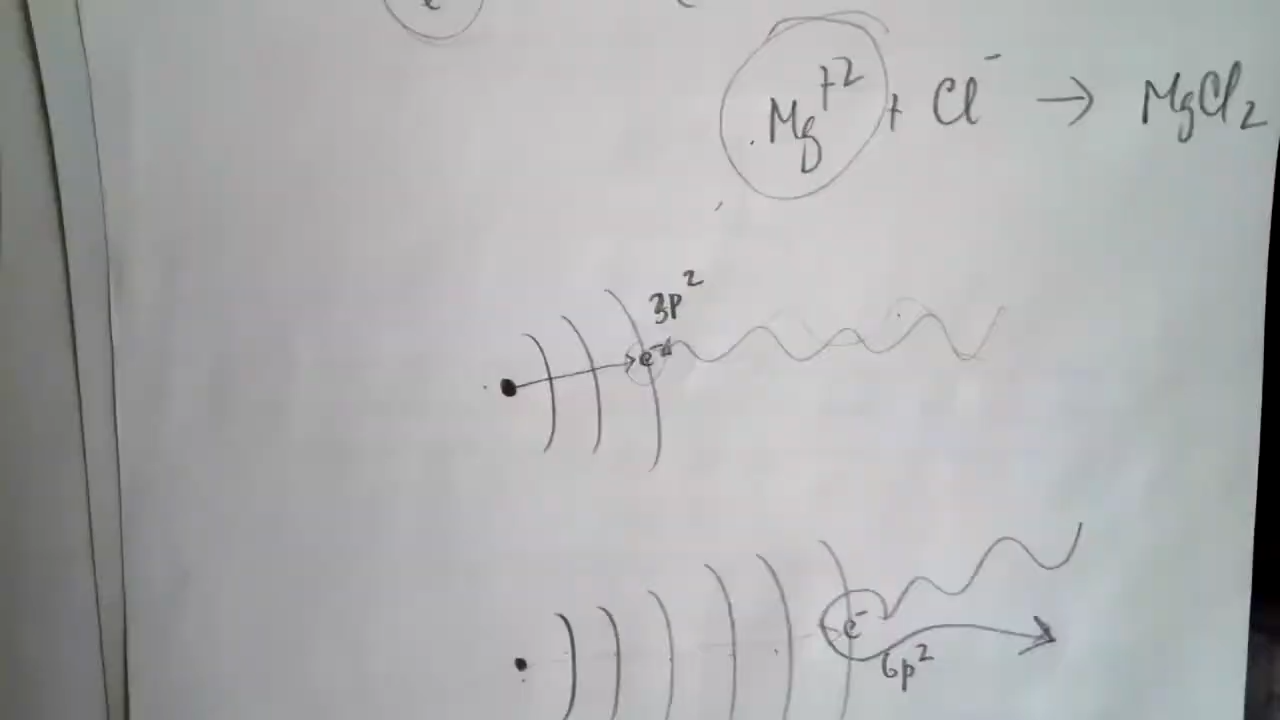 e
Mg⁺² + Cl⁻ → MgCl₂
3p²
e⁻
e⁻
6p²